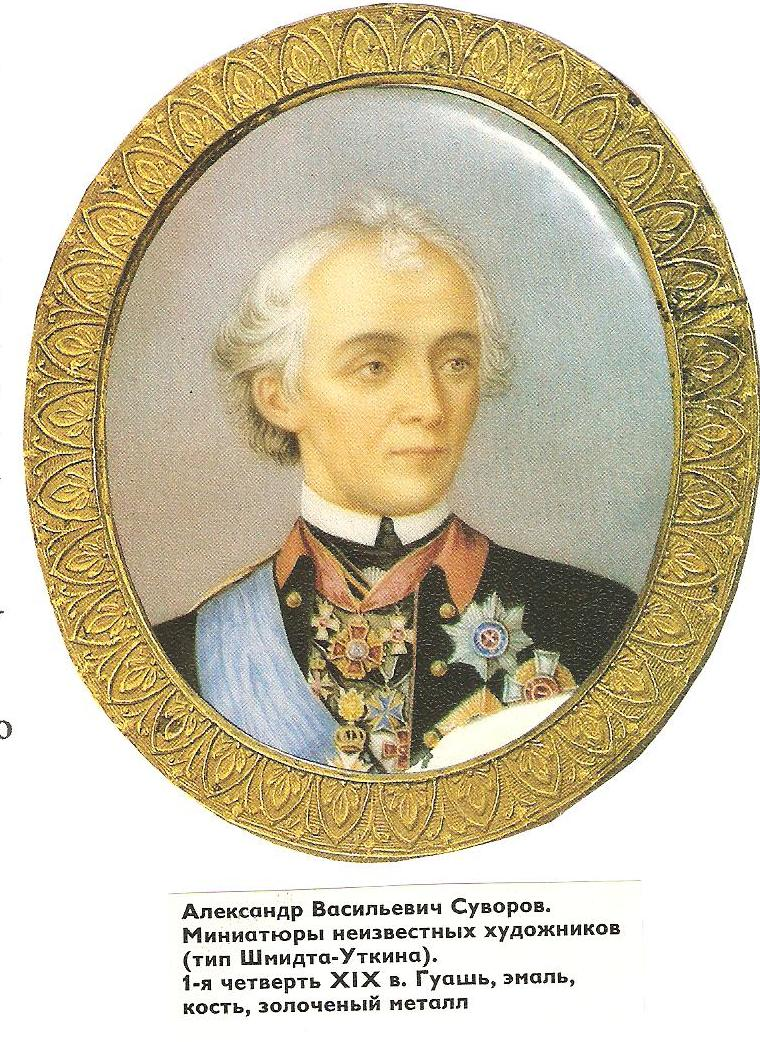 Александр Васильевич Суворов.
Миниатюры неизвестных художников
(тип Шмидта-Уткина).
1-я четверть XIX в. Гуашь, эмаль,
кость, золоченый металл